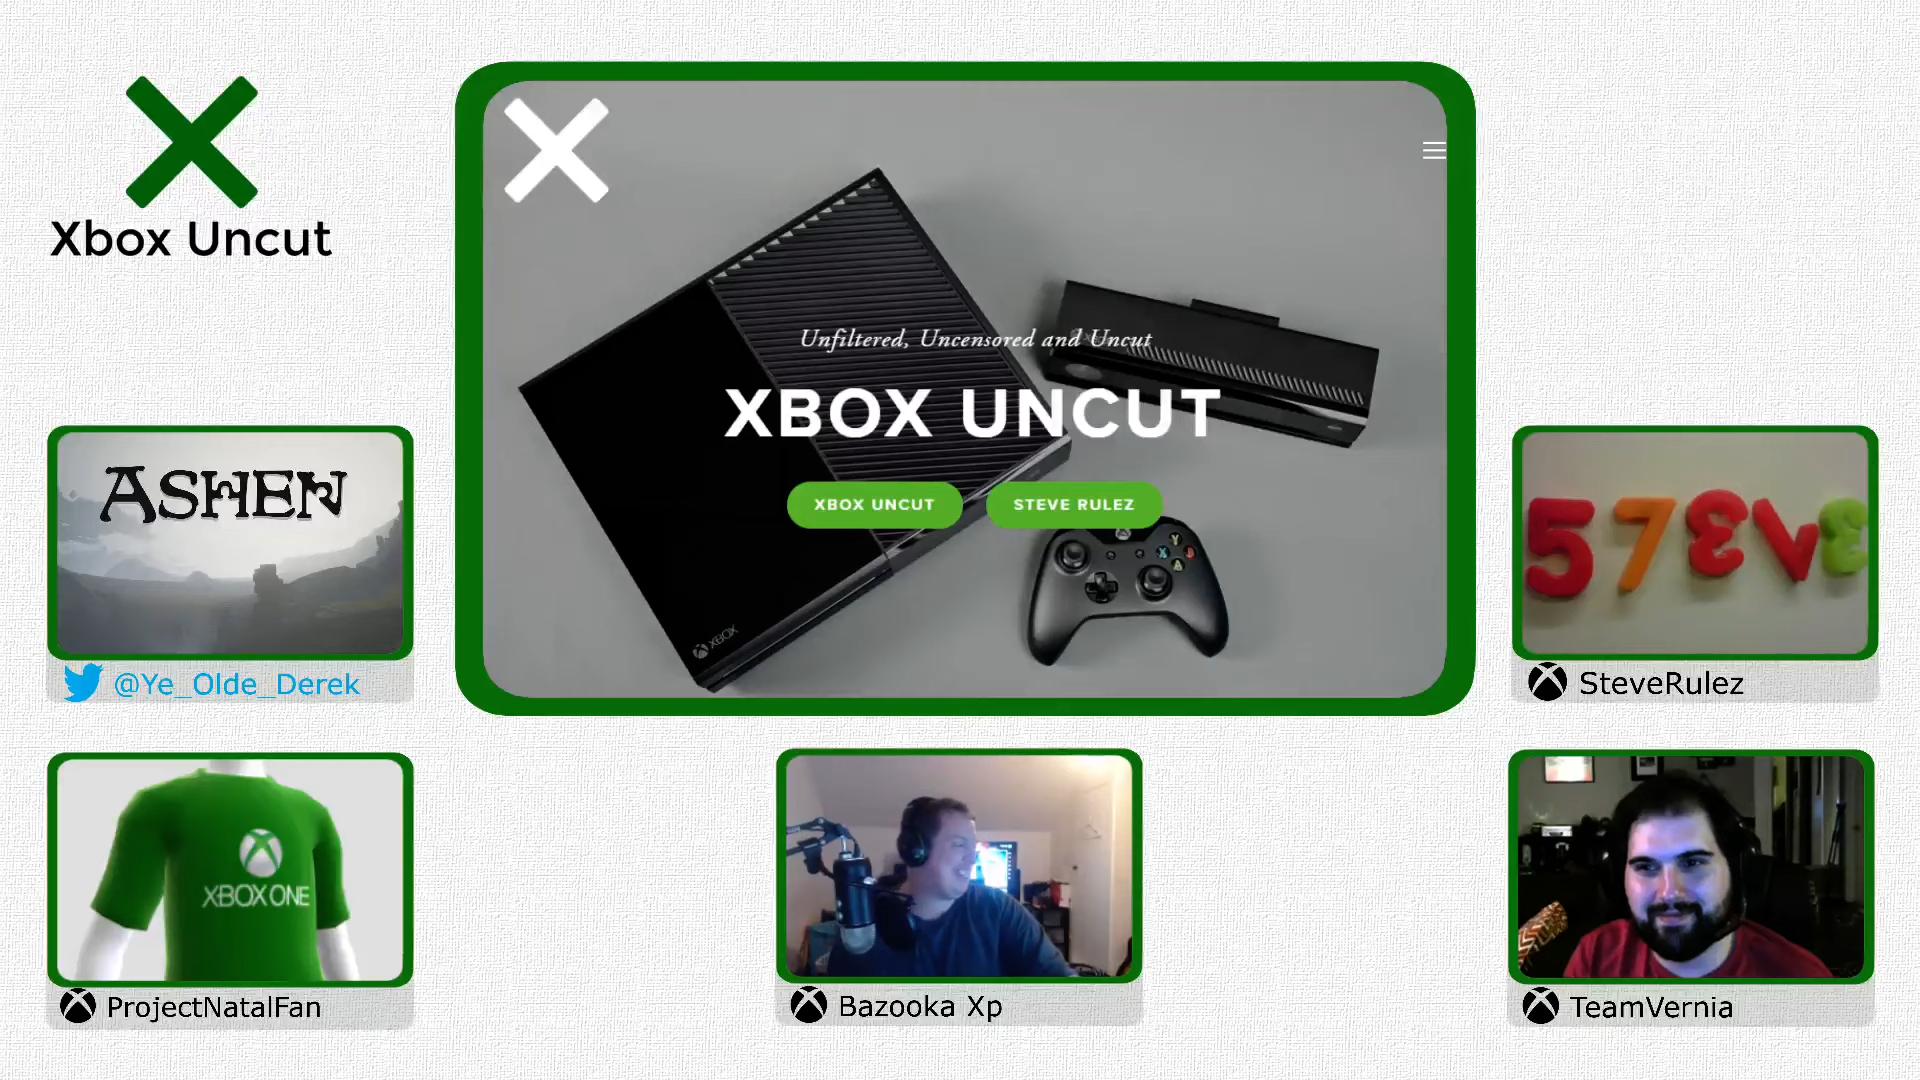 Xbox Uncut
Unfiltered, Uncensored and Uncut
XBOX UNCUT
XBOX UNCUT
STEVE RULEZ
XBOX
Y
X
B
A
ASHEN
@Ye_Olde_Derek
57EVE
SteveRulez
XBOX ONE
ProjectNatalFan
Bazooka Xp
TeamVernia